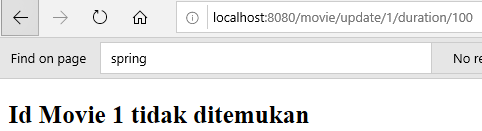 localhost:8080/movie/update/1/duration/100
Find on page spring No re
Id Movie 1 tidak ditemukan